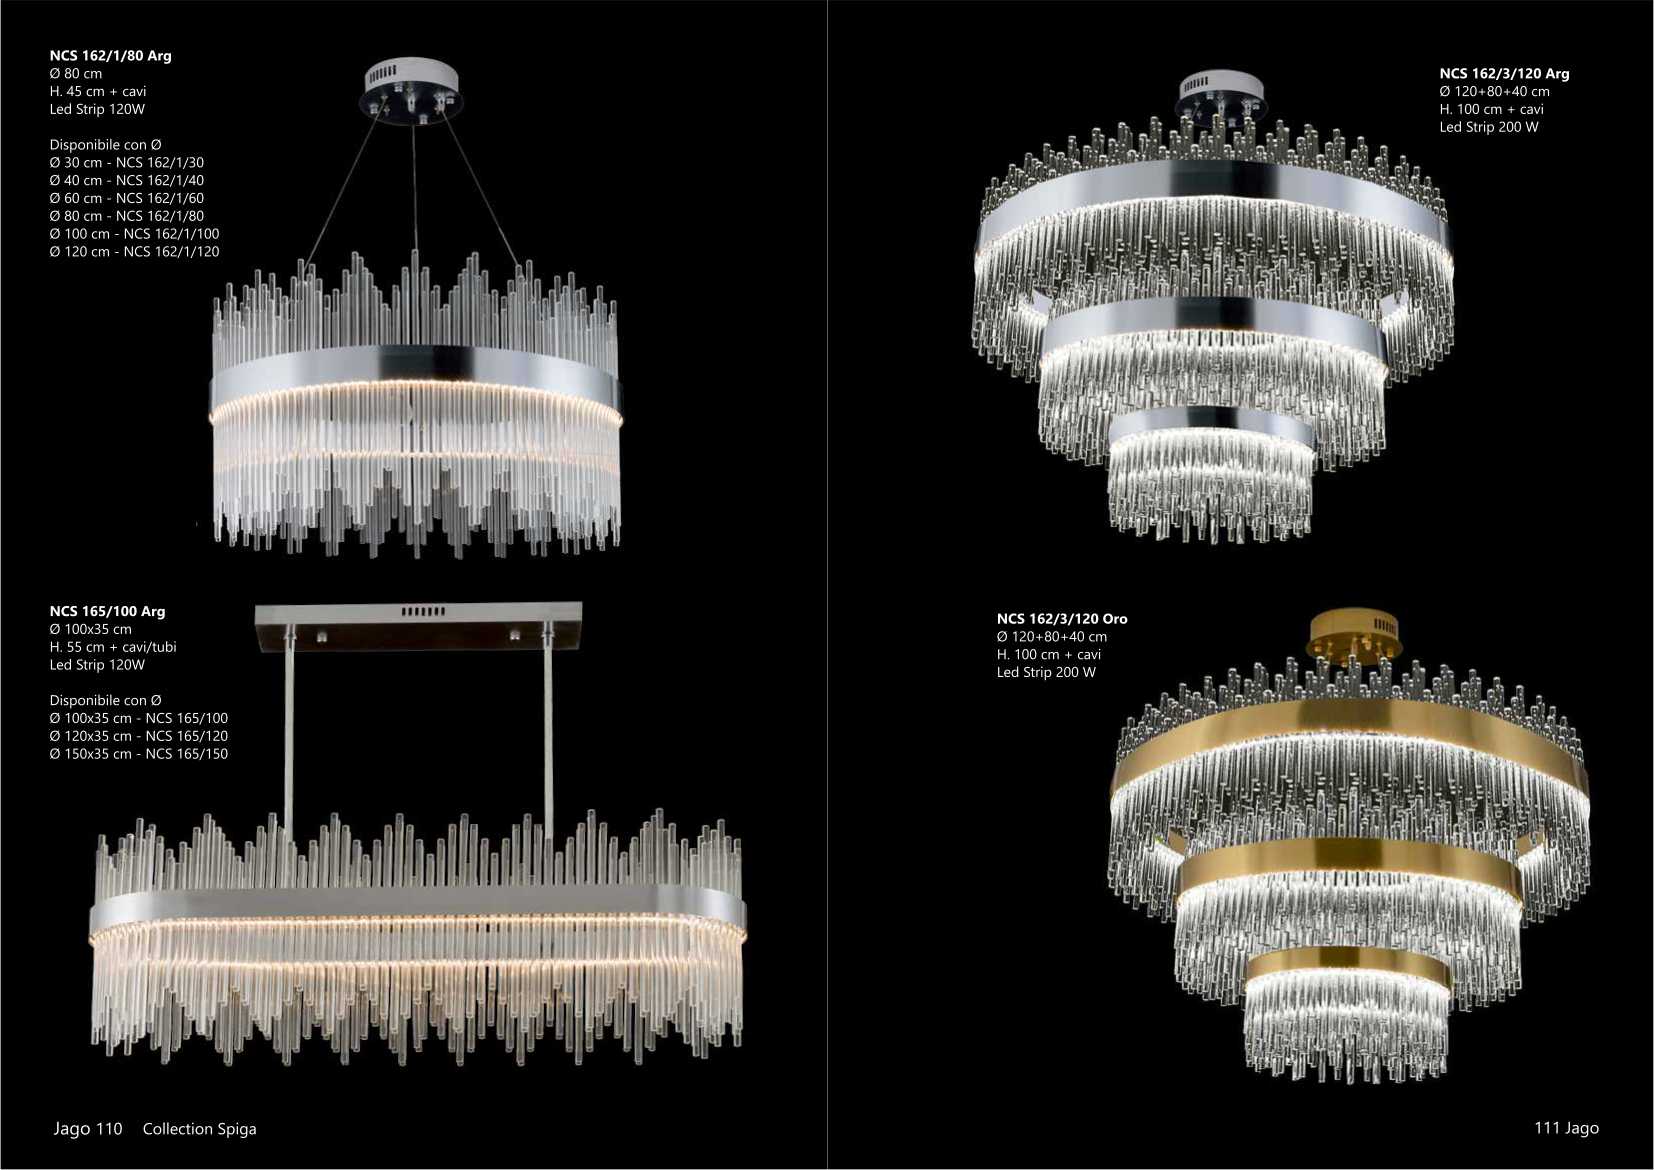 NCS 162/1/80 Arg
Ø 80 cm
H. 45 cm + cavi
Led Strip 120W
Disponibile con Ø
Ø 30 cm - NCS 162/1/30
Ø 40 cm - NCS 162/1/40
Ø 60 cm - NCS 162/1/60
Ø 80 cm - NCS 162/1/80
Ø 100 cm - NCS 162/1/100
Ø 120 cm - NCS 162/1/120
NCS 165/100 Arg
Ø 100x35 cm
H. 55 cm + cavi/tubi
Led Strip 120W
Disponibile con Ø
Ø 100x35 cm - NCS 165/100
Ø 120x35 cm - NCS 165/120
Ø 150x35 cm - NCS 165/150
Jago 110 Collection Spiga
NCS 162/3/120 Arg
Ø 120+80+40 cm
H. 100 cm + cavi
Led Strip 200 W
NCS 162/3/120 Oro
Ø 120+80+40 cm
H. 100 cm + cavi
Led Strip 200 W
111 Jago